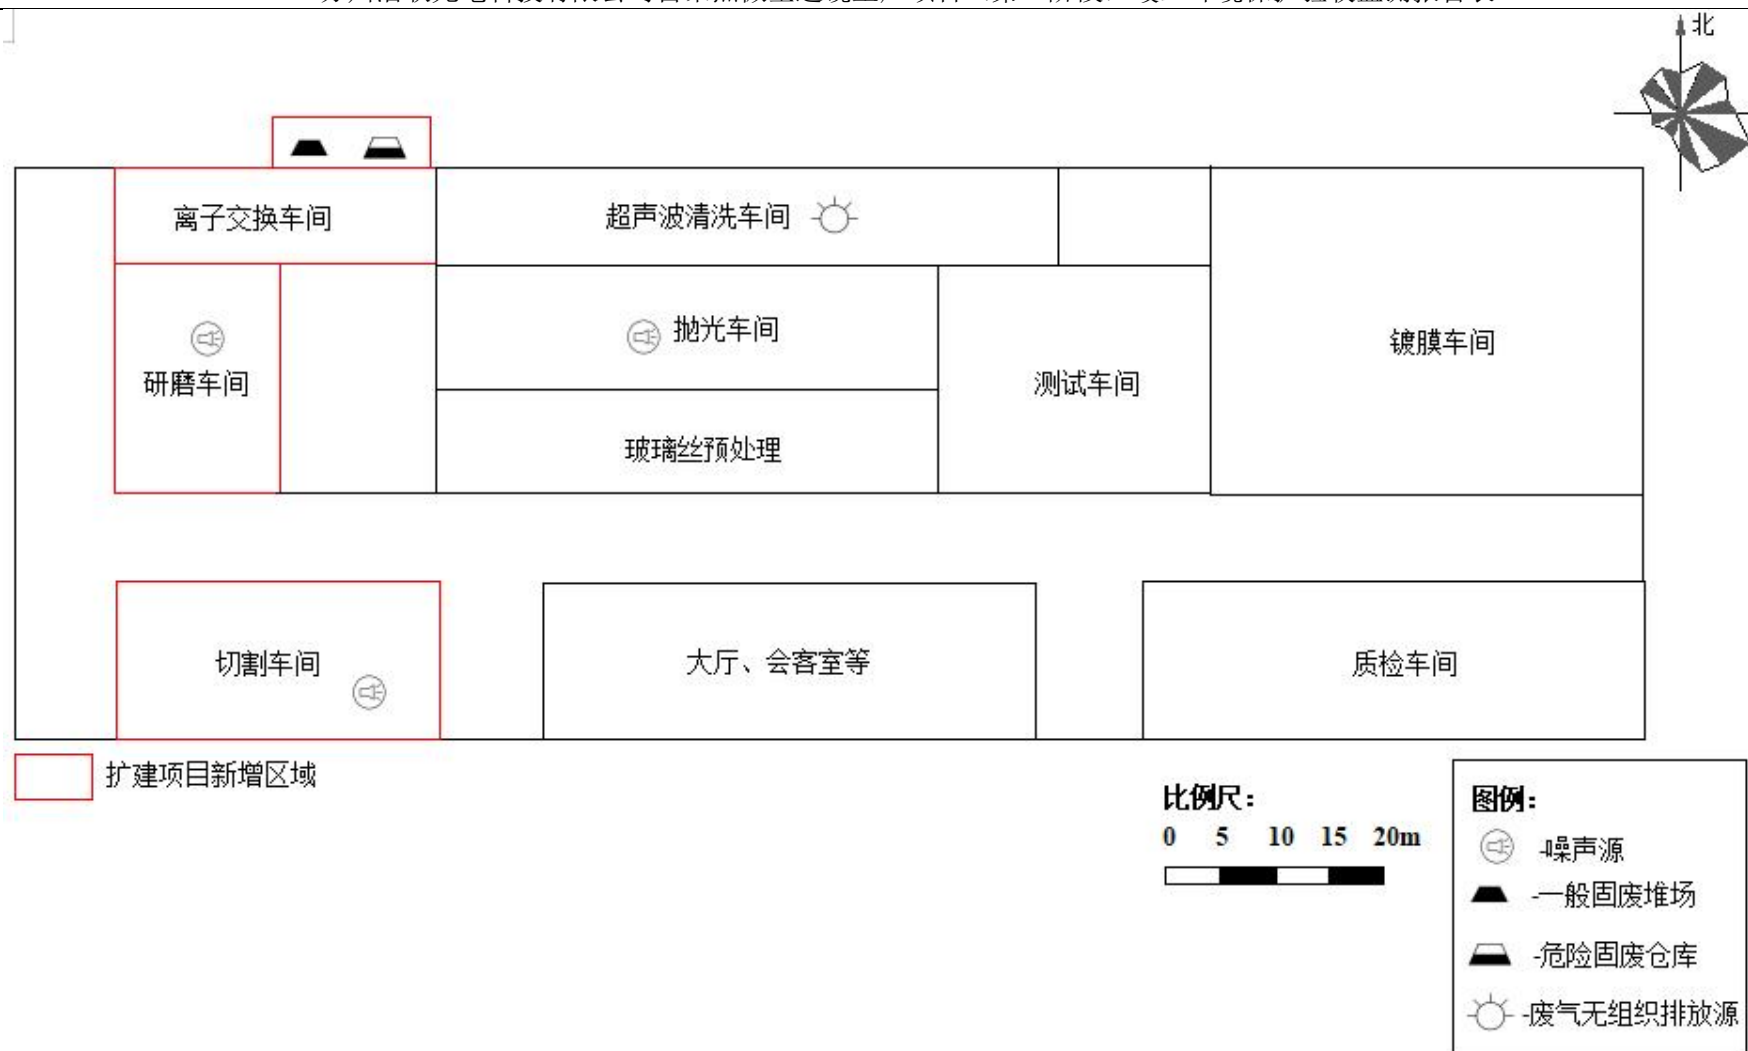 北
离子交换车间
超声波清洗车间
研磨车间
抛光车间
玻璃丝预处理
测试车间
镀膜车间
切割车间
大厅、会客室等
质检车间
扩建项目新增区域
比例尺：
0 5 10 15 20m
图例：
-噪声源
-一般固废堆场
-危险固废仓库
-废气无组织排放源